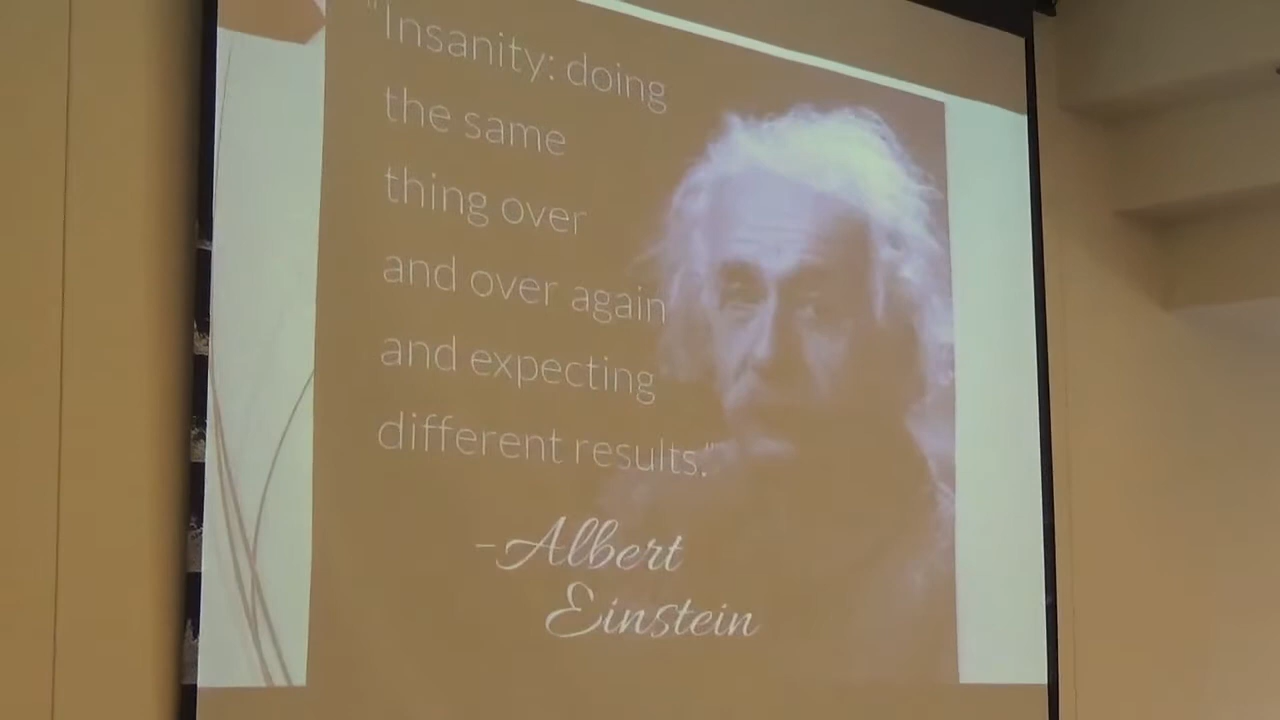 "Insanity: doing
the same
thing over
and over again
and expecting
different results."
-Albert
Einstein